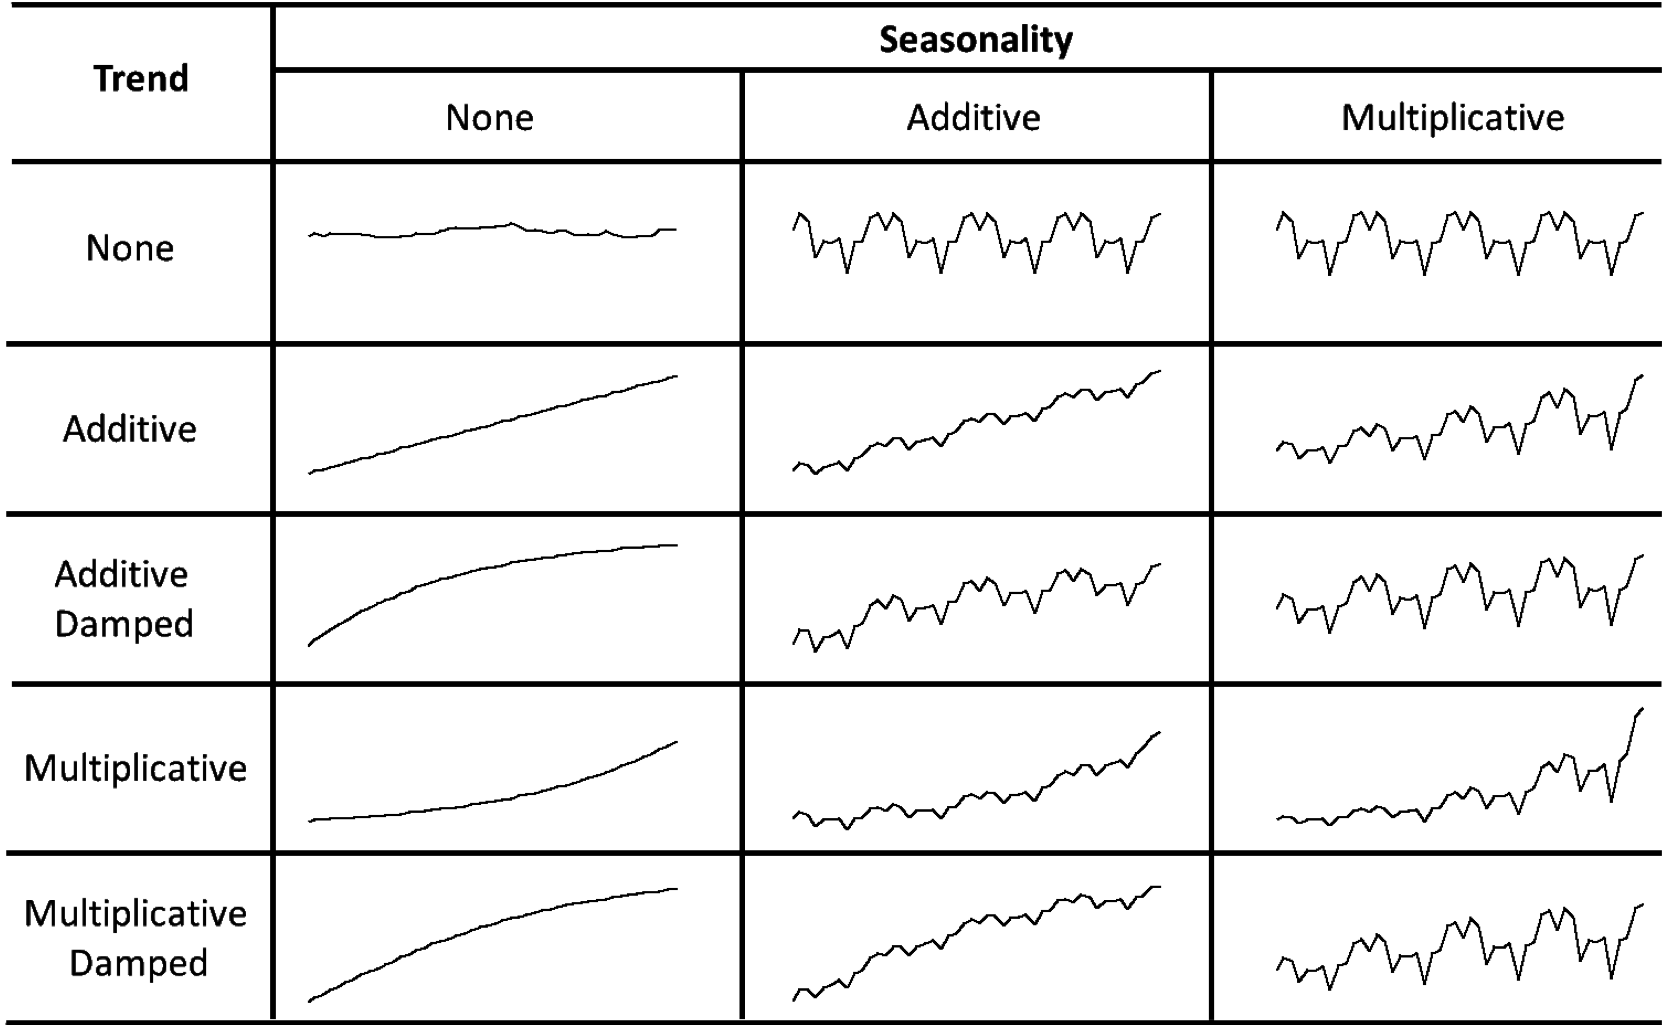 Trend
Seasonality
None
Additive
Multiplicative
None
Additive
Additive
Damped
Multiplicative
Multiplicative
Damped